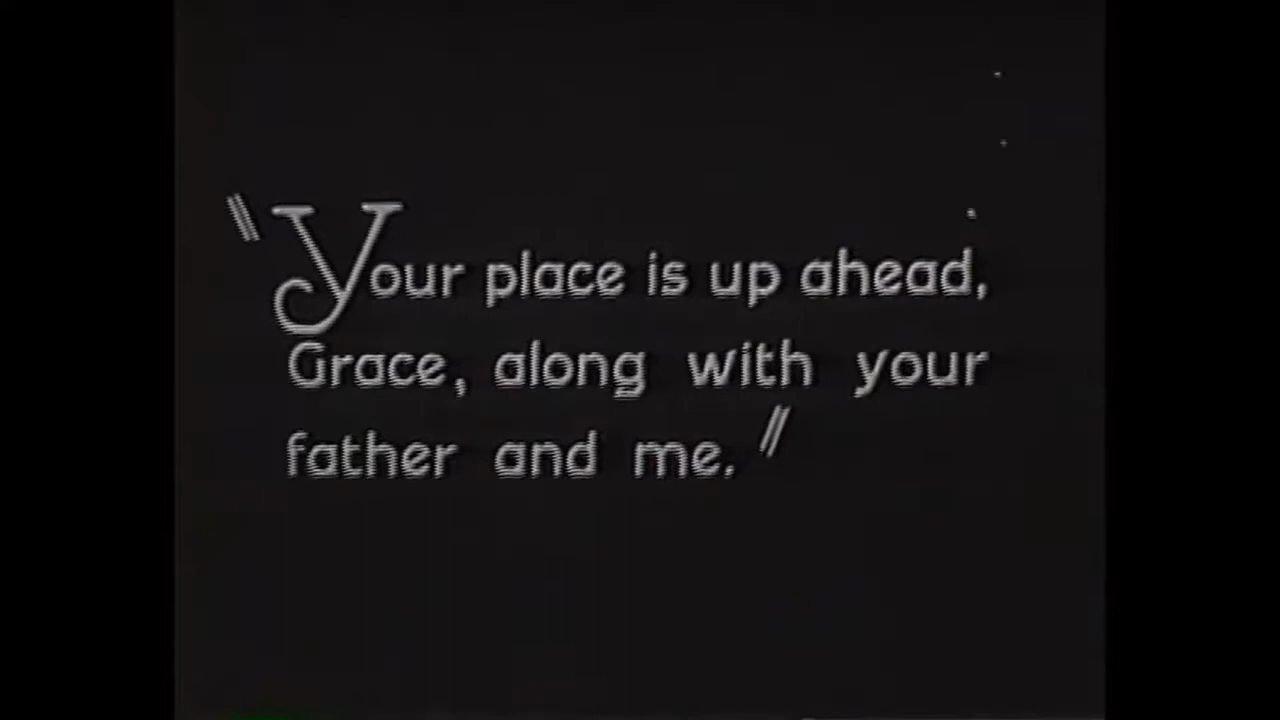 "Your place is up ahead,
Grace, along with your
father and me."